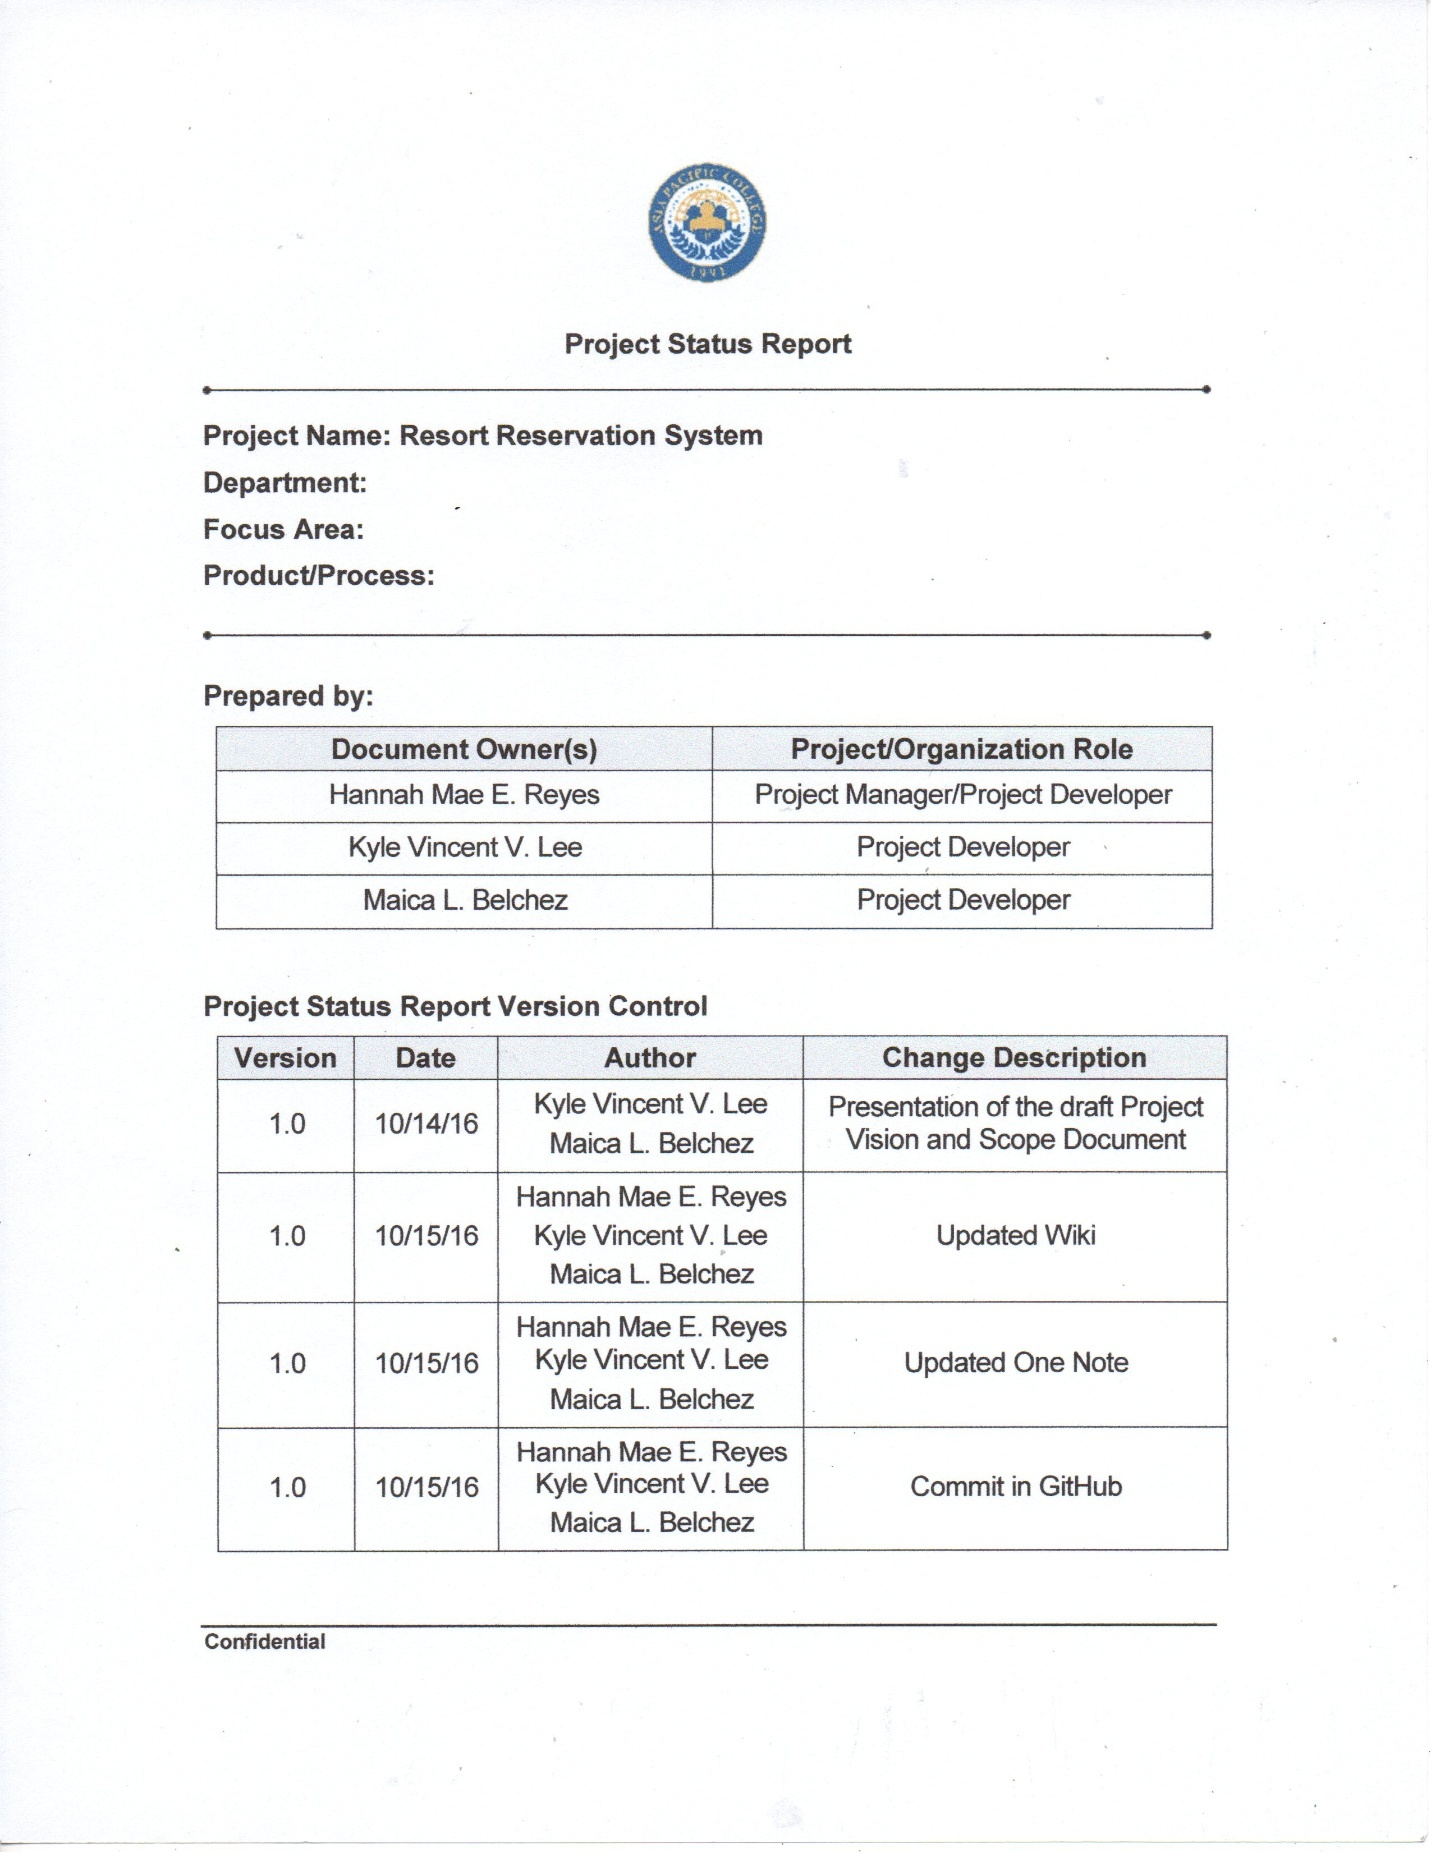 ASIA PACIFIC COLLEGE
1991
Project Status Report
Project Name: Resort Reservation System
Department:
Focus Area:
Product/Process:
Prepared by:
Document Owner(s) Project/Organization Role
Hannah Mae E. Reyes Project Manager/Project Developer
Kyle Vincent V. Lee Project Developer
Maica L. Belchez Project Developer
Project Status Report Version Control
Version Date Author Change Description
1.0 10/14/16 Kyle Vincent V. Lee
Maica L. Belchez
Presentation of the draft Project
Vision and Scope Document
1.0 10/15/16 Hannah Mae E. Reyes
Kyle Vincent V. Lee
Maica L. Belchez
Updated Wiki
1.0 10/15/16 Hannah Mae E. Reyes
Kyle Vincent V. Lee
Maica L. Belchez
Updated One Note
1.0 10/15/16 Hannah Mae E. Reyes
Kyle Vincent V. Lee
Maica L. Belchez
Commit in GitHub
Confidential